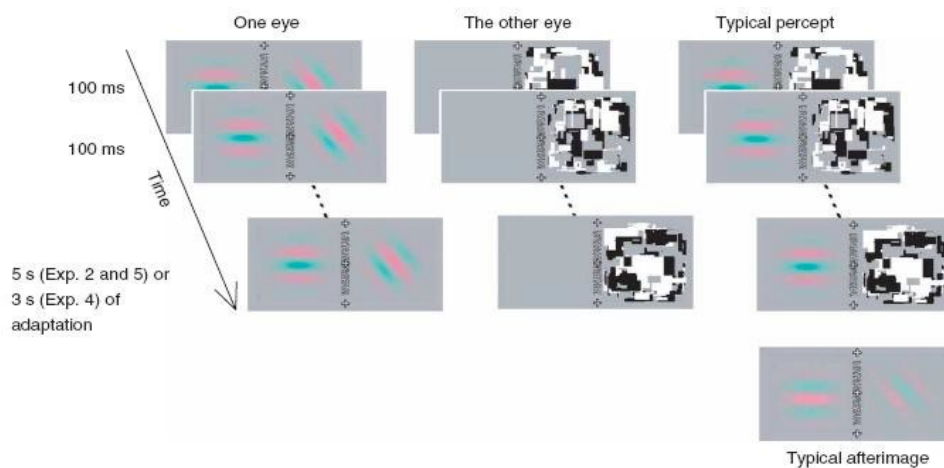 One eye
The other eye
Typical percept
100 ms
100 ms
Time
5 s (Exp. 2 and 5) or
3 s (Exp. 4) of
adaptation
Typical afterimage